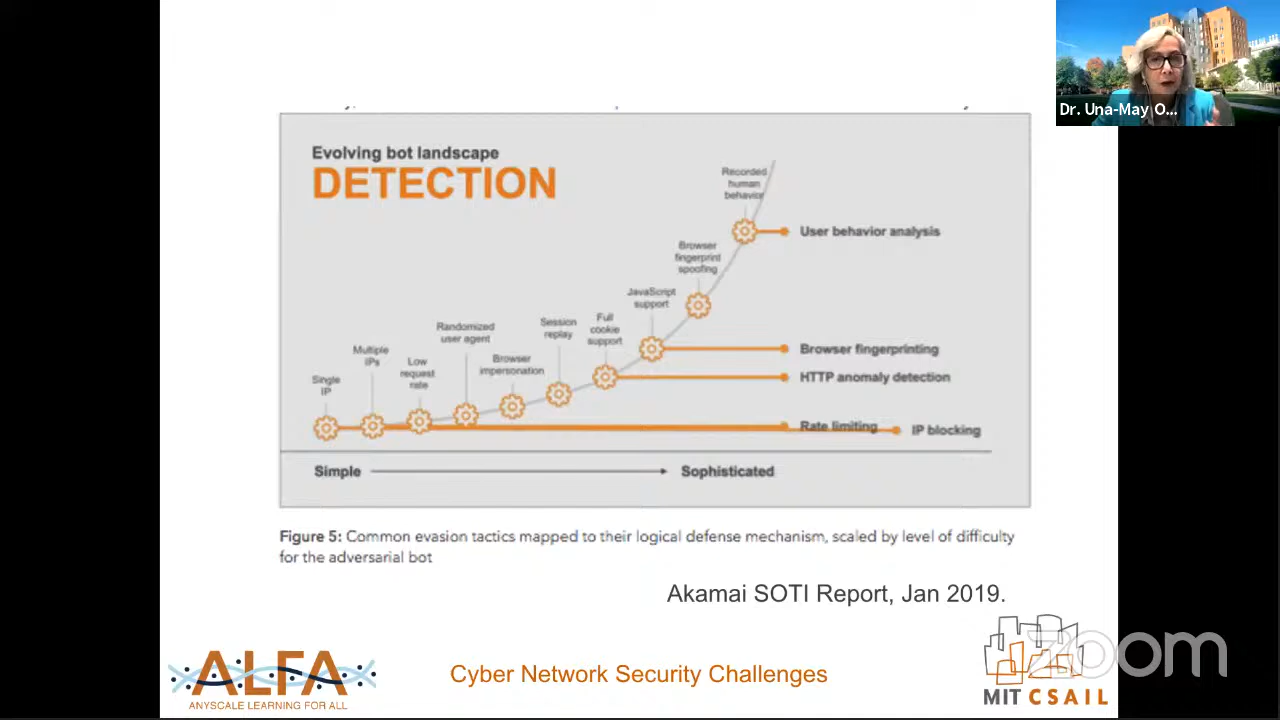 Dr. Una-May O...
Evolving bot landscape
DETECTION
Recorded
human
behavior
User behavior analysis
Browser
fingerprint
spoofing
JavaScript
support
Full
cookie
support
Session
replay
Randomized
user agent
Browser
impersonation
Multiple
IPs
Low
request
rate
Single
IP
Browser fingerprinting
HTTP anomaly detection
Rate limiting
IP blocking
Simple
Sophisticated
Figure 5: Common evasion tactics mapped to their logical defense mechanism, scaled by level of difficulty
for the adversarial bot
Akamai SOTI Report, Jan 2019.
ALFA
ANYSCALE LEARNING FOR ALL
Cyber Network Security Challenges
MIT CSAIL
zoom